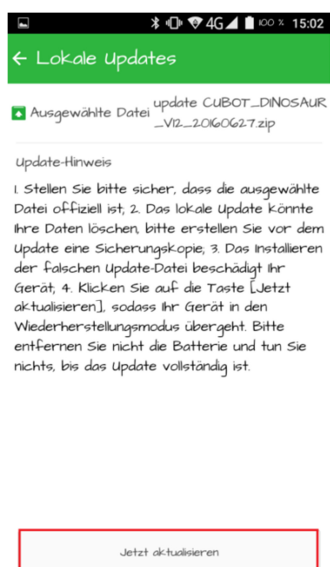 4G 100 % 15:02
← Lokale Updates
Ausgewählte Datei update CUBOT_DINOSAUR
_V12_20160627.zip
Update-Hinweis
1. Stellen Sie bitte sicher, dass die ausgewählte
Datei offiziell ist; 2. Das lokale Update könnte
Ihre Daten löschen, bitte erstellen Sie vor dem
Update eine Sicherungskopie; 3. Das Installieren
der falschen Update-Datei beschädigt Ihr
Gerät; 4. Klicken Sie auf die Taste [Jetzt
aktualisieren], sodass Ihr Gerät in den
Wiederherstellungsmodus übergeht. Bitte
entfernen Sie nicht die Batterie und tun Sie
nichts, bis das Update vollständig ist.
Jetzt aktualisieren